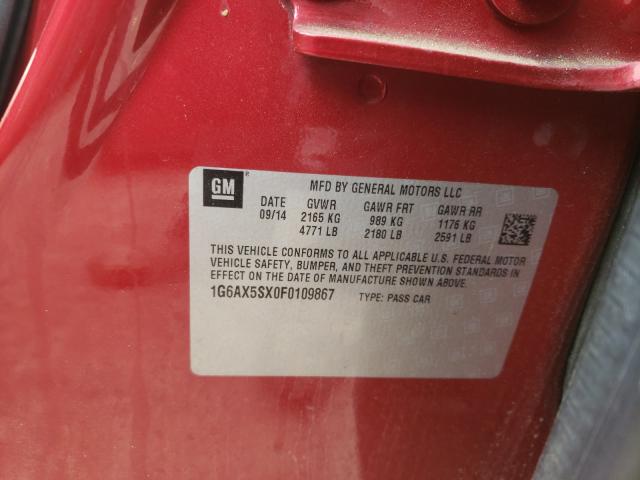 GM ® MFD BY GENERAL MOTORS LLC
DATE GVWR GAWR FRT GAWR RR
09/14 2165 KG 989 KG 1176 KG
4771 LB 2180 LB 2591 LB
THIS VEHICLE CONFORMS TO ALL APPLICABLE U.S. FEDERAL MOTOR
VEHICLE SAFETY, BUMPER, AND THEFT PREVENTION STANDARDS IN
EFFECT ON THE DATE OF MANUFACTURE SHOWN ABOVE.
1G6AX5SX0F0109867 TYPE: PASS CAR